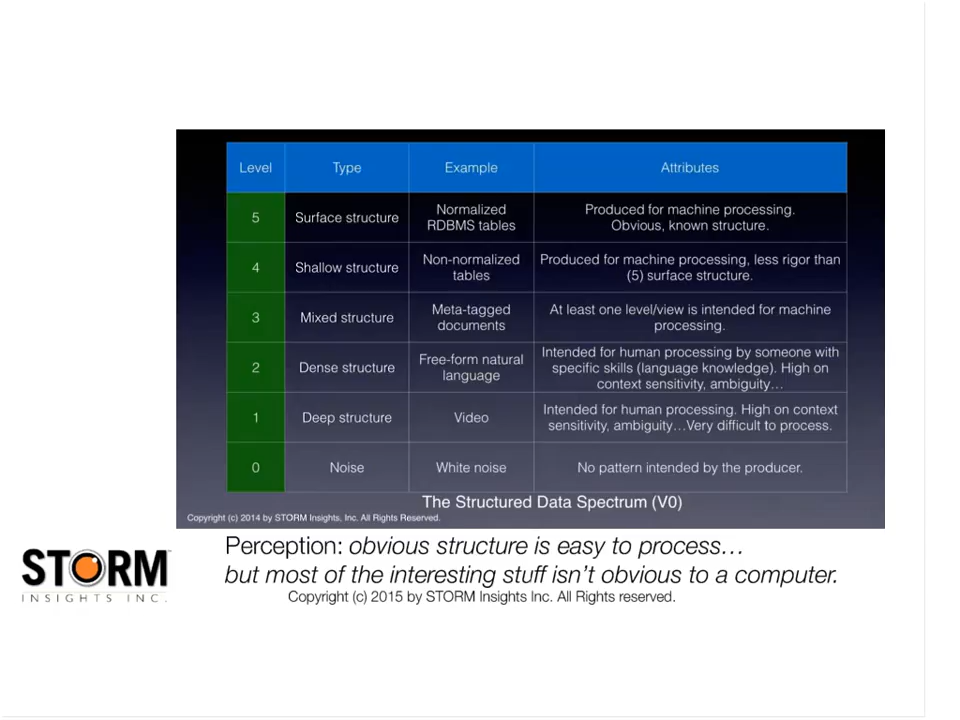 Level Type Example Attributes
5 Surface structure Normalized RDBMS tables Produced for machine processing. Obvious, known structure.
4 Shallow structure Non-normalized tables Produced for machine processing, less rigor than (5) surface structure.
3 Mixed structure Meta-tagged documents At least one level/view is intended for machine processing.
2 Dense structure Free-form natural language Intended for human processing by someone with specific skills (language knowledge). High on context sensitivity, ambiguity…
1 Deep structure Video Intended for human processing. High on context sensitivity, ambiguity…Very difficult to process.
0 Noise White noise No pattern intended by the producer.
The Structured Data Spectrum (V0)
Copyright (c) 2014 by STORM Insights, Inc. All Rights Reserved.
Perception: obvious structure is easy to process…
but most of the interesting stuff isn't obvious to a computer.
Copyright (c) 2015 by STORM Insights Inc. All Rights reserved.
STORM
INSIGHTS INC.